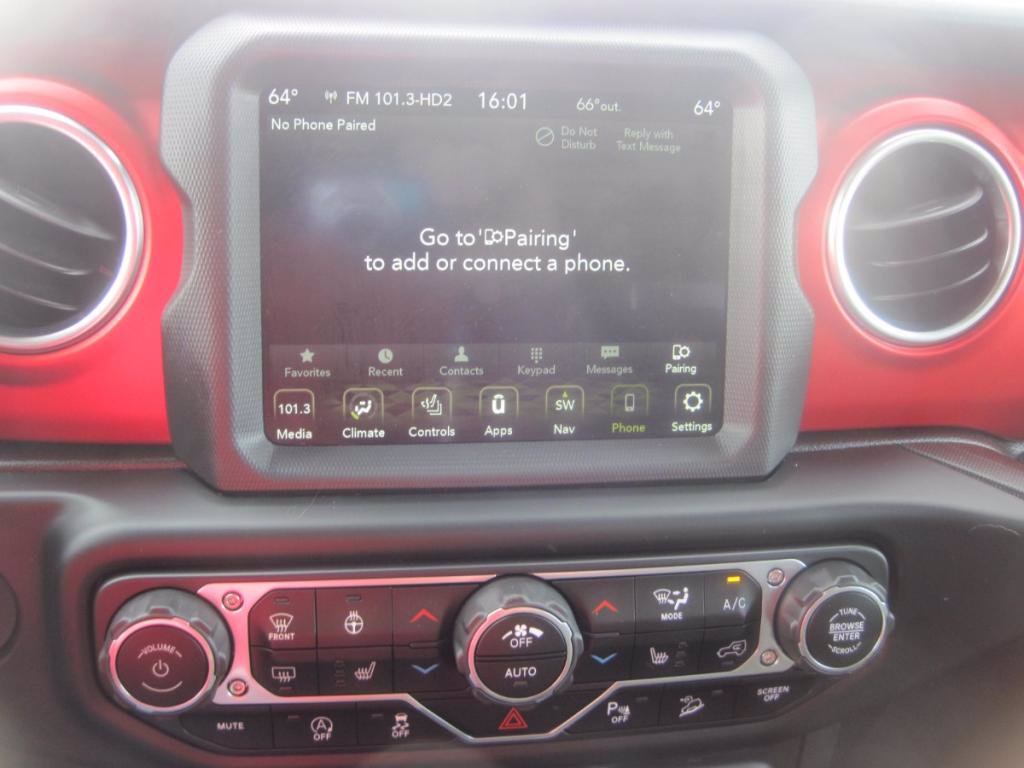 64° FM 101.3-HD2 16:01 66°out. 64°
No Phone Paired
Do Not
Disturb
Reply with
Text Message
Go to 'Pairing'
to add or connect a phone.
Favorites Recent Contacts Keypad Messages Pairing
101.3 SW
Media Climate Controls Apps Nav Phone Settings
VOLUME
FRONT
OFF
AUTO
MODE
A/C
TUNE
BROWSE
ENTER
SCROLL
MUTE
A
OFF
OFF
P
OFF
SCREEN
OFF